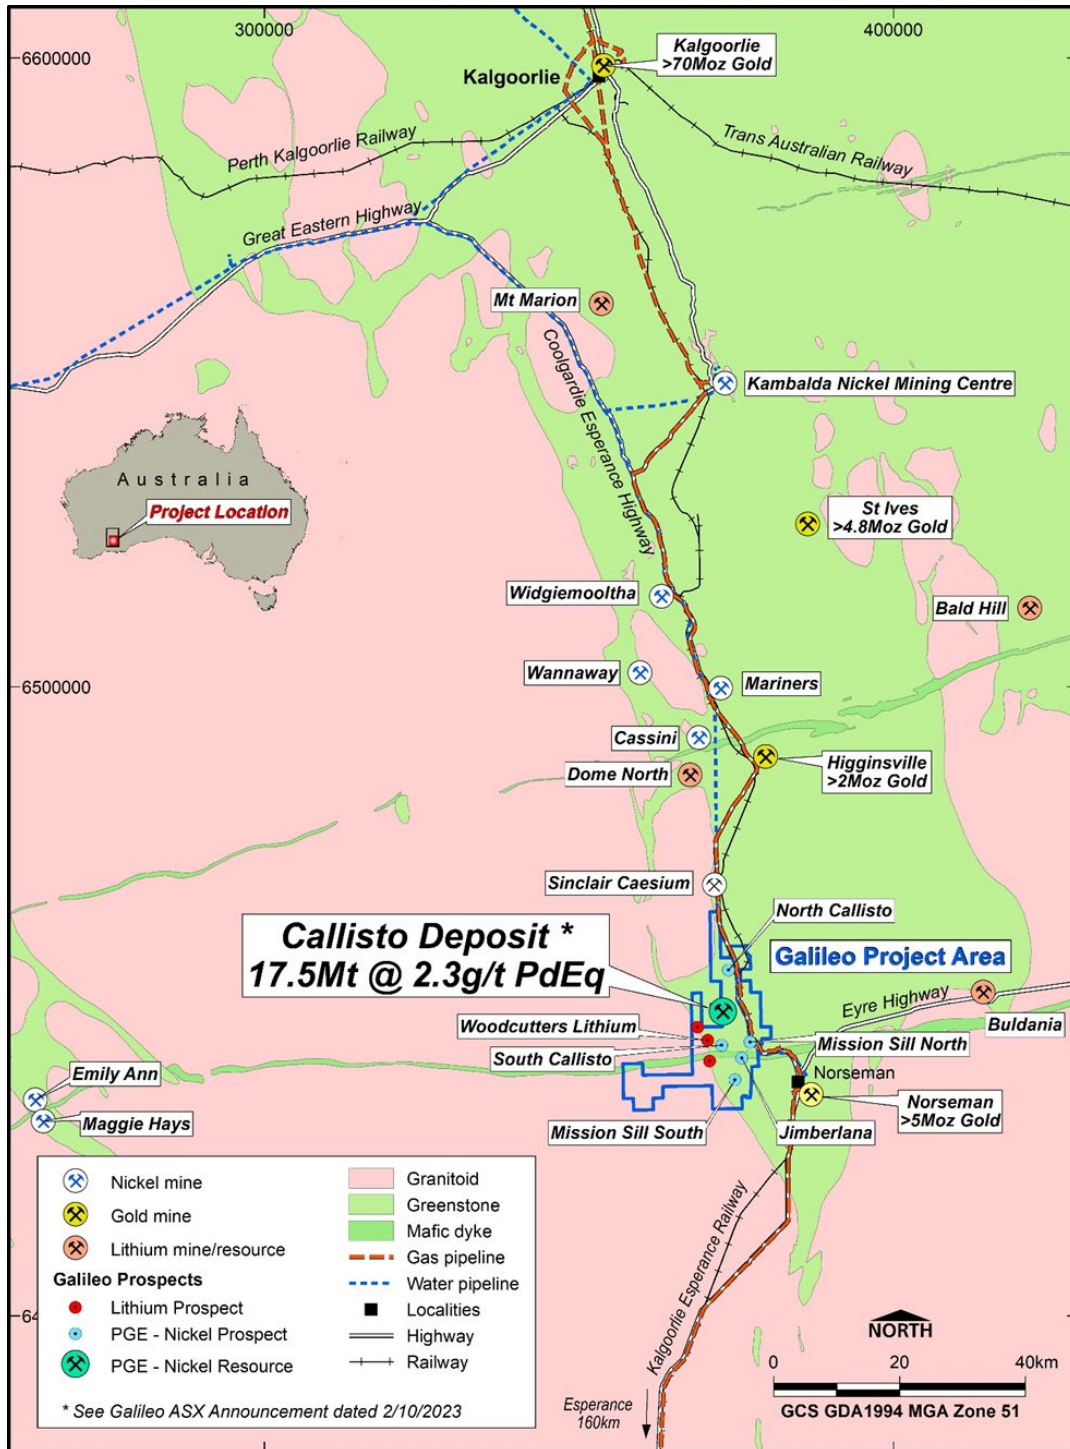 300000
400000
6600000
Kalgoorlie
>70Moz Gold
Kalgoorlie
Perth Kalgoorlie Railway
Trans Australian Railway
Great Eastern Highway
Mt Marion
Coolgardie Esperance Highway
Kambalda Nickel Mining Centre
Australia
Project Location
St Ives
>4.8Moz Gold
Widgiemooltha
Bald Hill
6500000
Wannaway
Mariners
Cassini
Dome North
Higginsville
>2Moz Gold
Sinclair Caesium
North Callisto
Callisto Deposit *
17.5Mt @ 2.3g/t PdEq
Galileo Project Area
Eyre Highway
Buldania
Woodcutters Lithium
South Callisto
Mission Sill North
Norseman
Emily Ann
Maggie Hays
Norseman
>5Moz Gold
Mission Sill South
Jimberlana
Nickel mine
Gold mine
Lithium mine/resource
Galileo Prospects
Lithium Prospect
PGE - Nickel Prospect
PGE - Nickel Resource
Granitoid
Greenstone
Mafic dyke
Gas pipeline
Water pipeline
Localities
Highway
Railway
* See Galileo ASX Announcement dated 2/10/2023
Kalgoorlie Esperance Railway
Esperance
160km
NORTH
0 20 40km
GCS GDA1994 MGA Zone 51